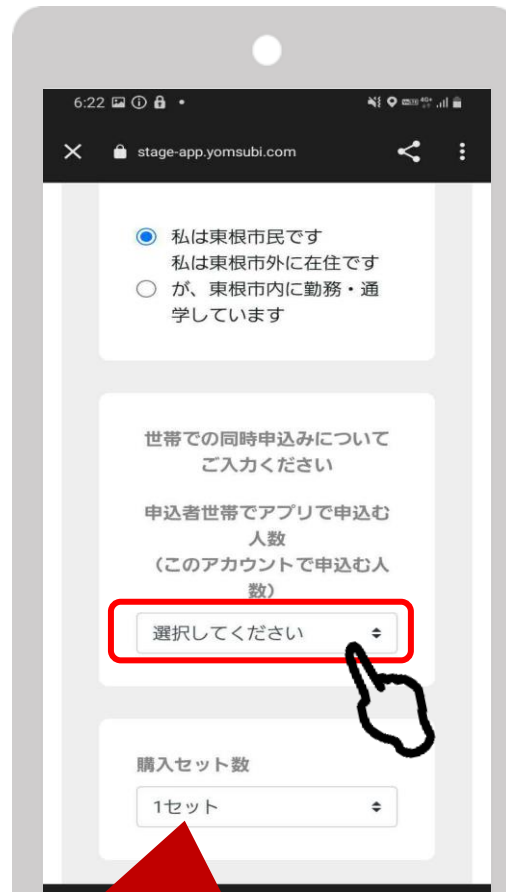 6:22
stage-app.yomsubi.com
私は東根市民です
私は東根市外に在住です
が、東根市内に勤務・通
学しています
世帯での同時申込みについて
ご入力ください
申込者世帯でアプリで申込む
人数
（このアカウントで申込む人
数）
選択してください
購入セット数
1セット